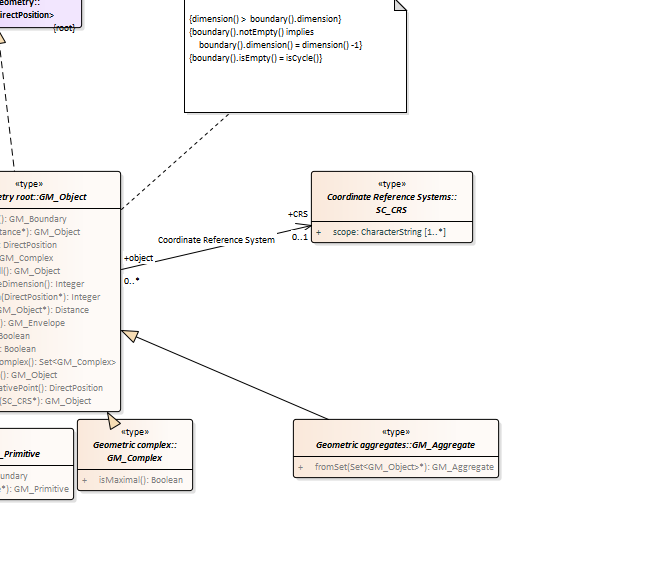 ometry::
irectPosition>
{root}
{dimension() > boundary().dimension}
{boundary().notEmpty() implies
boundary().dimension() = dimension() -1}
{boundary().isEmpty() = isCycle()}
«type»
etry root::GM_Object
(): GM_Boundary
tance*): GM_Object
DirectPosition
GM_Complex
ll(): GM_Object
eDimension(): Integer
n(DirectPosition*): Integer
GM_Object*): Distance
): GM_Envelope
Boolean
: Boolean
omplex(): Set<GM_Complex>
(): GM_Object
ativePoint(): DirectPosition
(SC_CRS*): GM_Object
«type»
Coordinate Reference Systems::
SC_CRS
+ scope: CharacterString [1..*]
+CRS
0..1
Coordinate Reference System
+object
0..*
_Primitive
undary
e*): GM_Primitive
«type»
Geometric complex::
GM_Complex
+ isMaximal(): Boolean
«type»
Geometric aggregates::GM_Aggregate
+ fromSet(Set<GM_Object>*): GM_Aggregate